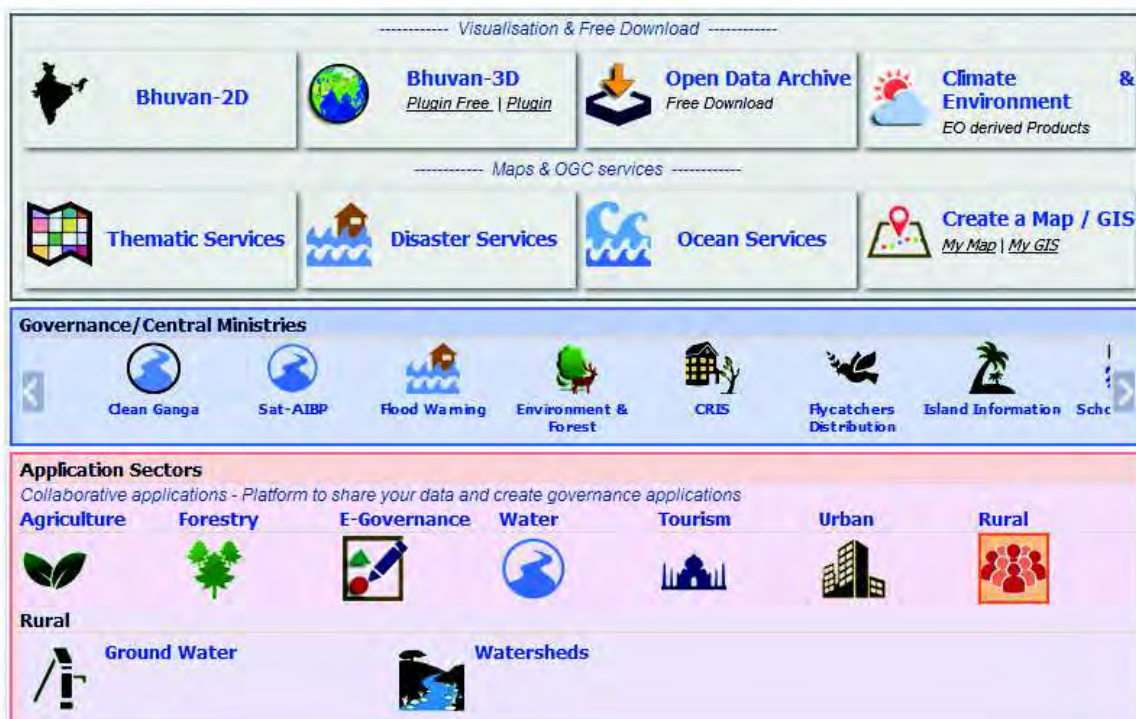 ------------ Visualisation & Free Download ------------
Bhuvan-2D
Bhuvan-3D
Plugin Free | Plugin
Open Data Archive
Free Download
Climate &
Environment
EO derived Products
------------ Maps & OGC services ------------
Thematic Services
Disaster Services
Ocean Services
Create a Map / GIS
My Map | My GIS
Governance/Central Ministries
Clean Ganga
Sat-AIBP
Flood Warning
Environment &
Forest
CRIS
Flycatchers
Distribution
Island Information
Application Sectors
Collaborative applications - Platform to share your data and create governance applications
Agriculture Forestry E-Governance Water Tourism Urban Rural
Rural
Ground Water
Watersheds